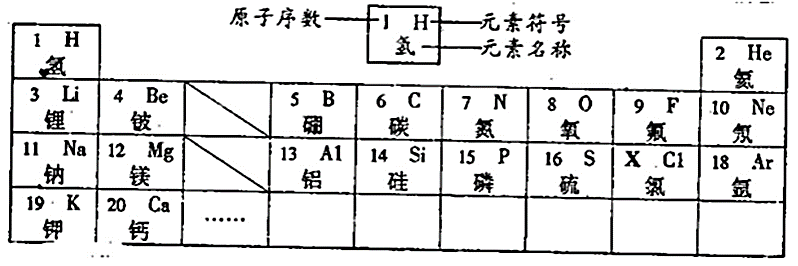 原子序数 1 H 元素符号
氢 元素名称
1 H 2 He
氢 氦
3 Li 4 Be 5 B 6 C 7 N 8 O 9 F 10 Ne
锂 铍 硼 碳 氮 氧 氟 氖
11 Na 12 Mg 13 A1 14 Si 15 P 16 S X C1 18 Ar
钠 镁 铝 硅 磷 硫 氯 氩
19 K 20 Ca ……
钾 钙